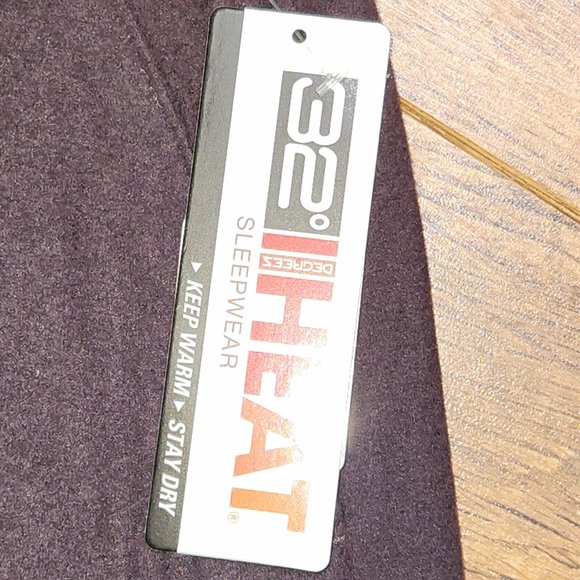 32°
DEGREES
HEAT®
SLEEPWEAR
▸ KEEP WARM ▸ STAY DRY